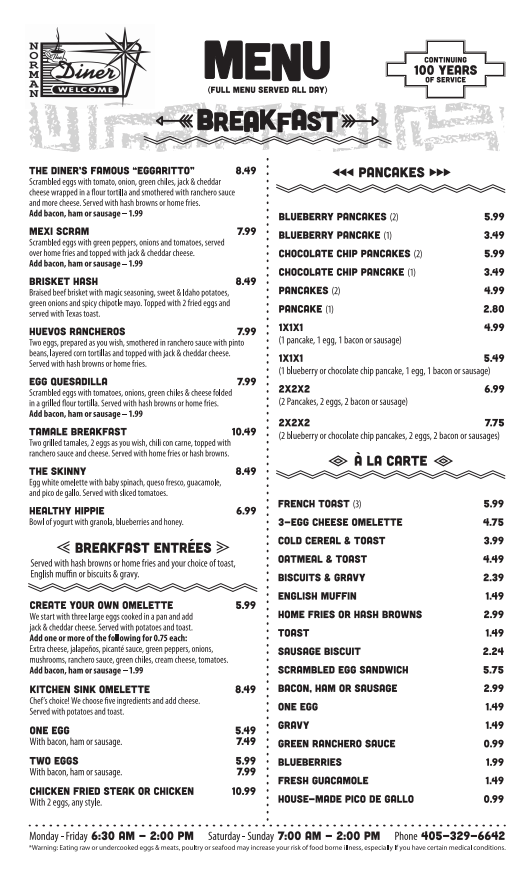 NORMAN
The
Diner
WELCOME
MENU
(FULL MENU SERVED ALL DAY)
CONTINUING
100 YEARS
OF SERVICE
BREAKFAST
THE DINER'S FAMOUS "EGGARITTO" 8.49
Scrambled eggs with tomato, onion, green chiles, jack & cheddar
cheese wrapped in a flour tortilla and smothered with ranchero sauce
and more cheese. Served with hash browns or home fries.
Add bacon, ham or sausage – 1.99
MEXI SCRAM 7.99
Scrambled eggs with green peppers, onions and tomatoes, served
over home fries and topped with jack & cheddar cheese.
Add bacon, ham or sausage – 1.99
BRISKET HASH 8.49
Braised beef brisket with magic seasoning, sweet & Idaho potatoes,
green onions and spicy chipotle mayo. Topped with 2 fried eggs and
served with Texas toast.
HUEVOS RANCHEROS 7.99
Two eggs, prepared as you wish, smothered in ranchero sauce with pinto
beans, layered corn tortillas and topped with jack & cheddar cheese.
Served with hash browns or home fries.
EGG QUESADILLA 7.99
Scrambled eggs with tomatoes, onions, green chiles & cheese folded
in a grilled flour tortilla. Served with hash browns or home fries.
Add bacon, ham or sausage – 1.99
TAMALE BREAKFAST 10.49
Two grilled tamales, 2 eggs as you wish, chili con carne, topped with
ranchero sauce and cheese. Served with home fries or hash browns.
THE SKINNY 8.49
Egg white omelette with baby spinach, queso fresco, guacamole,
and pico de gallo. Served with sliced tomatoes.
HEALTHY HIPPIE 6.99
Bowl of yogurt with granola, blueberries and honey.
BREAKFAST ENTRÉES
Served with hash browns or home fries and your choice of toast,
English muffin or biscuits & gravy.
CREATE YOUR OWN OMELETTE 5.99
We start with three large eggs cooked in a pan and add
jack & cheddar cheese. Served with potatoes and toast.
Add one or more of the following for 0.75 each:
Extra cheese, jalapeños, picanté sauce, green peppers, onions,
mushrooms, ranchero sauce, green chiles, cream cheese, tomatoes.
Add bacon, ham or sausage – 1.99
KITCHEN SINK OMELETTE 8.49
Chef's choice! We choose five ingredients and add cheese.
Served with potatoes and toast.
ONE EGG 5.49
With bacon, ham or sausage. 7.49
TWO EGGS 5.99
With bacon, ham or sausage. 7.99
CHICKEN FRIED STEAK OR CHICKEN 10.99
With 2 eggs, any style.
PANCAKES
BLUEBERRY PANCAKES (2) 5.99
BLUEBERRY PANCAKE (1) 3.49
CHOCOLATE CHIP PANCAKES (2) 5.99
CHOCOLATE CHIP PANCAKE (1) 3.49
PANCAKES (2) 4.99
PANCAKE (1) 2.80
1X1X1 4.99
(1 pancake, 1 egg, 1 bacon or sausage)
1X1X1 5.49
(1 blueberry or chocolate chip pancake, 1 egg, 1 bacon or sausage)
2X2X2 6.99
(2 Pancakes, 2 eggs, 2 bacon or sausage)
2X2X2 7.75
(2 blueberry or chocolate chip pancakes, 2 eggs, 2 bacon or sausages)
À LA CARTE
FRENCH TOAST (3) 5.99
3-EGG CHEESE OMELETTE 4.75
COLD CEREAL & TOAST 3.99
OATMEAL & TOAST 4.49
BISCUITS & GRAVY 2.39
ENGLISH MUFFIN 1.49
HOME FRIES OR HASH BROWNS 2.99
TOAST 1.49
SAUSAGE BISCUIT 2.24
SCRAMBLED EGG SANDWICH 5.75
BACON, HAM OR SAUSAGE 2.99
ONE EGG 1.49
GRAVY 1.49
GREEN RANCHERO SAUCE 0.99
BLUEBERRIES 1.99
FRESH GUACAMOLE 1.49
HOUSE-MADE PICO DE GALLO 0.99
Monday - Friday 6:30 AM – 2:00 PM Saturday - Sunday 7:00 AM – 2:00 PM Phone 405-329-6642
*Warning: Eating raw or undercooked eggs & meats, poultry or seafood may increase your risk of food borne illness, especially if you have certain medical conditions.